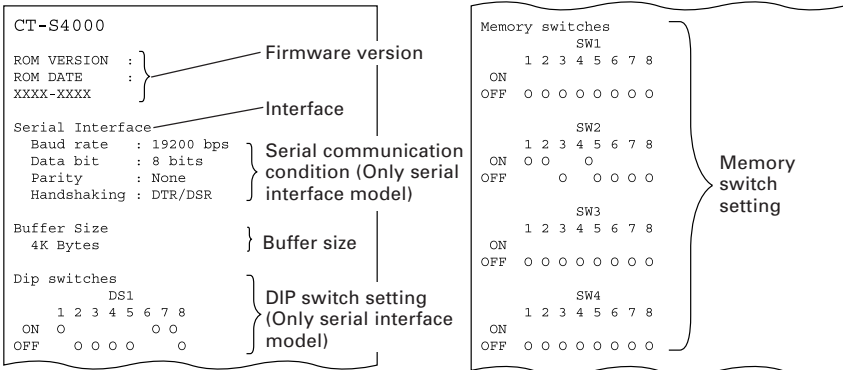 CT-S4000
ROM VERSION :
ROM DATE :
XXXX-XXXX
Firmware version
Serial Interface
Interface
Baud rate : 19200 bps
Data bit : 8 bits
Parity : None
Handshaking : DTR/DSR
Serial communication
condition (Only serial
interface model)
Buffer Size
4K Bytes
Buffer size
Dip switches
DS1
1 2 3 4 5 6 7 8
ON O O O
OFF O O O O O
DIP switch setting
(Only serial interface
model)
Memory switches
SW1
1 2 3 4 5 6 7 8
ON
OFF O O O O O O O O
SW2
1 2 3 4 5 6 7 8
ON O O O
OFF O O O O O
SW3
1 2 3 4 5 6 7 8
ON
OFF O O O O O O O O
SW4
1 2 3 4 5 6 7 8
ON
OFF O O O O O O O O
Memory
switch
setting